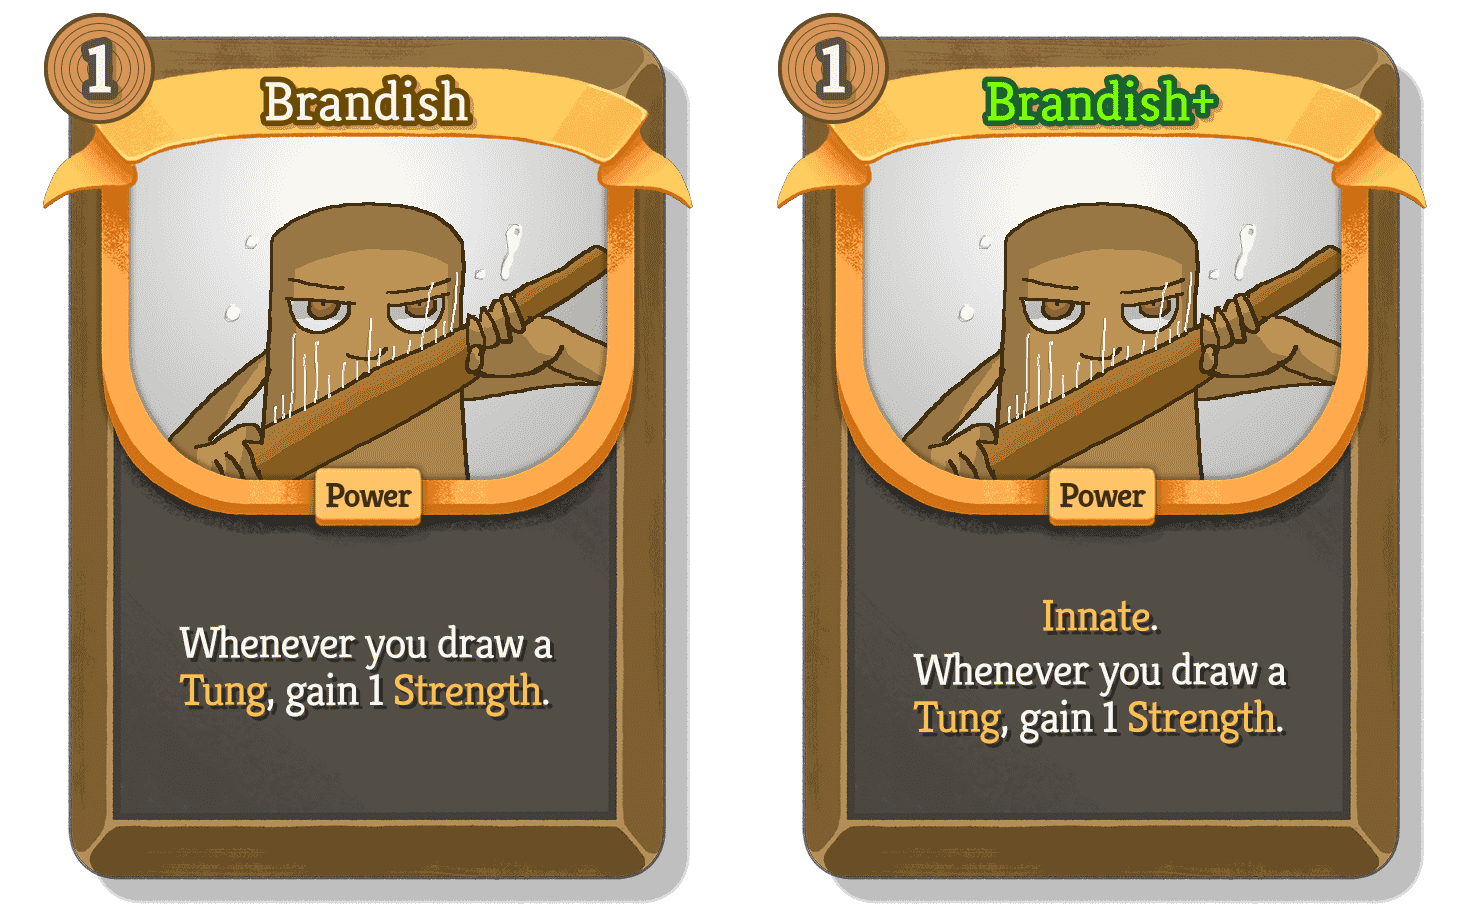 1
Brandish
Power
Whenever you draw a
Tung, gain 1 Strength.
1
Brandish+
Power
Innate.
Whenever you draw a
Tung, gain 1 Strength.